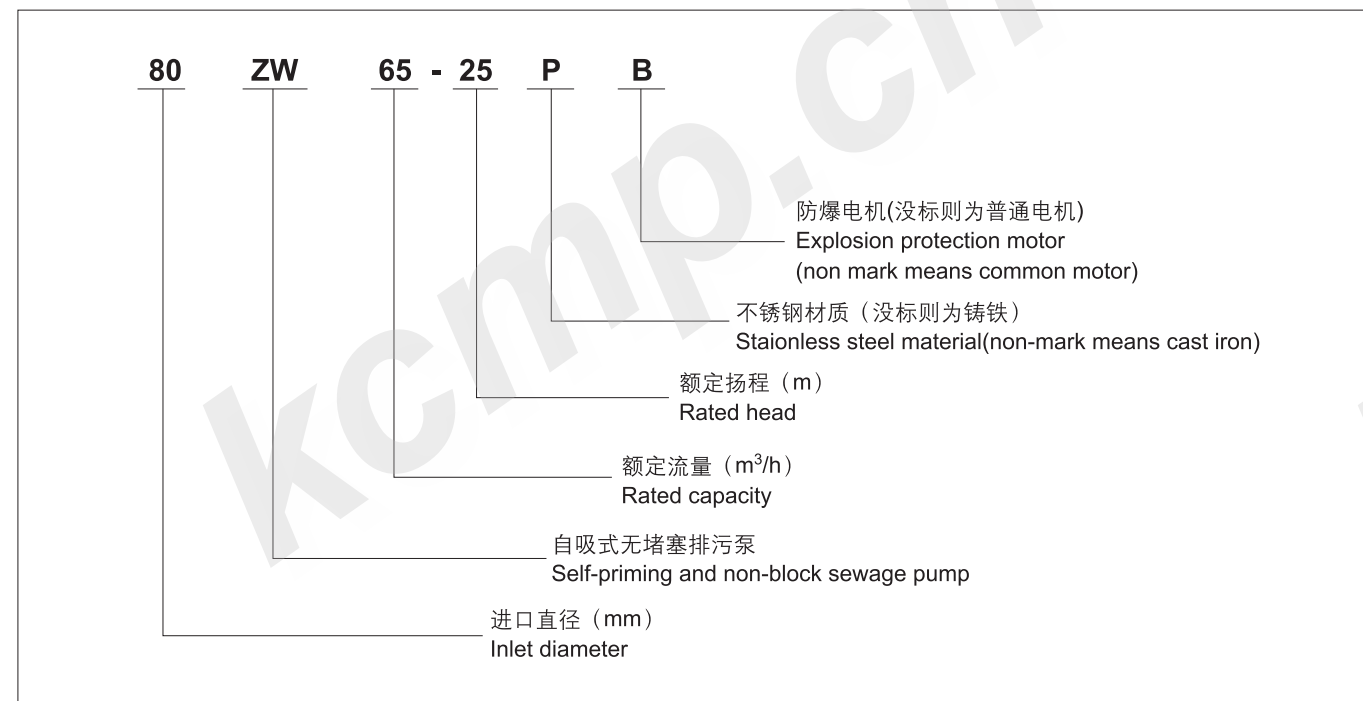 80 ZW 65 - 25 P B
防爆电机(没标则为普通电机)
Explosion protection motor
(non mark means common motor)
不锈钢材质（没标则为铸铁）
Staionless steel material(non-mark means cast iron)
额定扬程（m）
Rated head
额定流量（m³/h）
Rated capacity
自吸式无堵塞排污泵
Self-priming and non-block sewage pump
进口直径（mm）
Inlet diameter
kcmp.cn